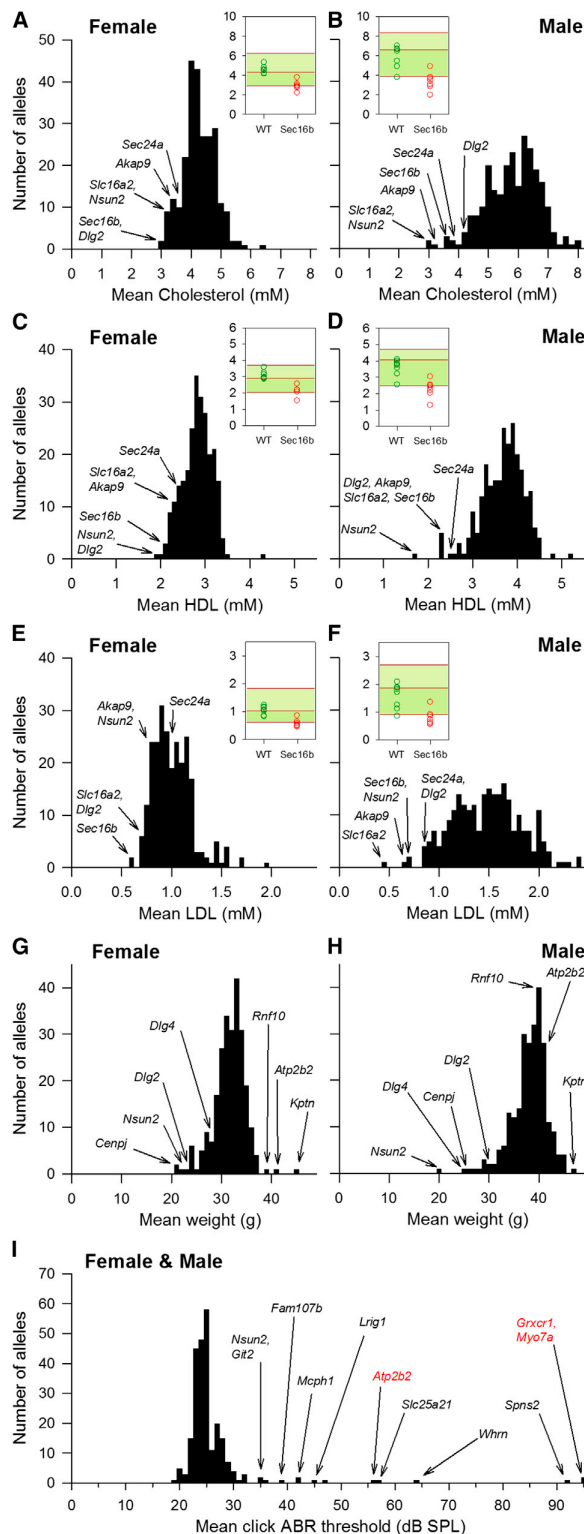 A Female
B Male
Number of alleles
50
40
30
20
10
0
0 1 2 3 4 5 6 7 8
Mean Cholesterol (mM)
Sec24a
Akap9
Slc16a2,
Nsun2
Sec16b,
Dlg2
10
8
6
4
2
0
WT Sec16b
10
8
6
4
2
0
WT Sec16b
Dlg2
Sec24a
Sec16b
Akap9
Slc16a2,
Nsun2
0 1 2 3 4 5 6 7 8
Mean Cholesterol (mM)
C Female
D Male
Number of alleles
40
30
20
10
0
0 1 2 3 4 5
Mean HDL (mM)
Sec24a
Slc16a2,
Akap9
Sec16b
Nsun2,
Dlg2
6
5
4
3
2
1
0
WT Sec16b
6
5
4
3
2
1
0
WT Sec16b
Dlg2, Akap9,
Slc16a2, Sec16b
Sec24a
Nsun2
0 1 2 3 4 5
Mean HDL (mM)
E Female
F Male
Number of alleles
40
30
20
10
0
0.0 1.0 2.0
Mean LDL (mM)
Akap9,
Nsun2
Sec24a
Slc16a2,
Dlg2
Sec16b
3
2
1
0
WT Sec16b
3
2
1
0
WT Sec16b
Sec16b,
Nsun2
Sec24a,
Dlg2
Akap9
Slc16a2
0.0 1.0 2.0
Mean LDL (mM)
G Female
H Male
Number of alleles
40
30
20
10
0
0 20 40
Mean weight (g)
Dlg4
Dlg2
Nsun2
Cenpj
Rnf10
Atp2b2
Kptn
Rnf10
Atp2b2
Dlg2
Dlg4
Cenpj
Kptn
Nsun2
0 20 40
Mean weight (g)
I Female & Male
Number of alleles
70
60
50
40
30
20
10
0
0 10 20 30 40 50 60 70 80 90
Mean click ABR threshold (dB SPL)
Nsun2,
Git2
Fam107b
Mcph1
Lrig1
Atp2b2
Slc25a21
Whrn
Spns2
Grxcr1,
Myo7a